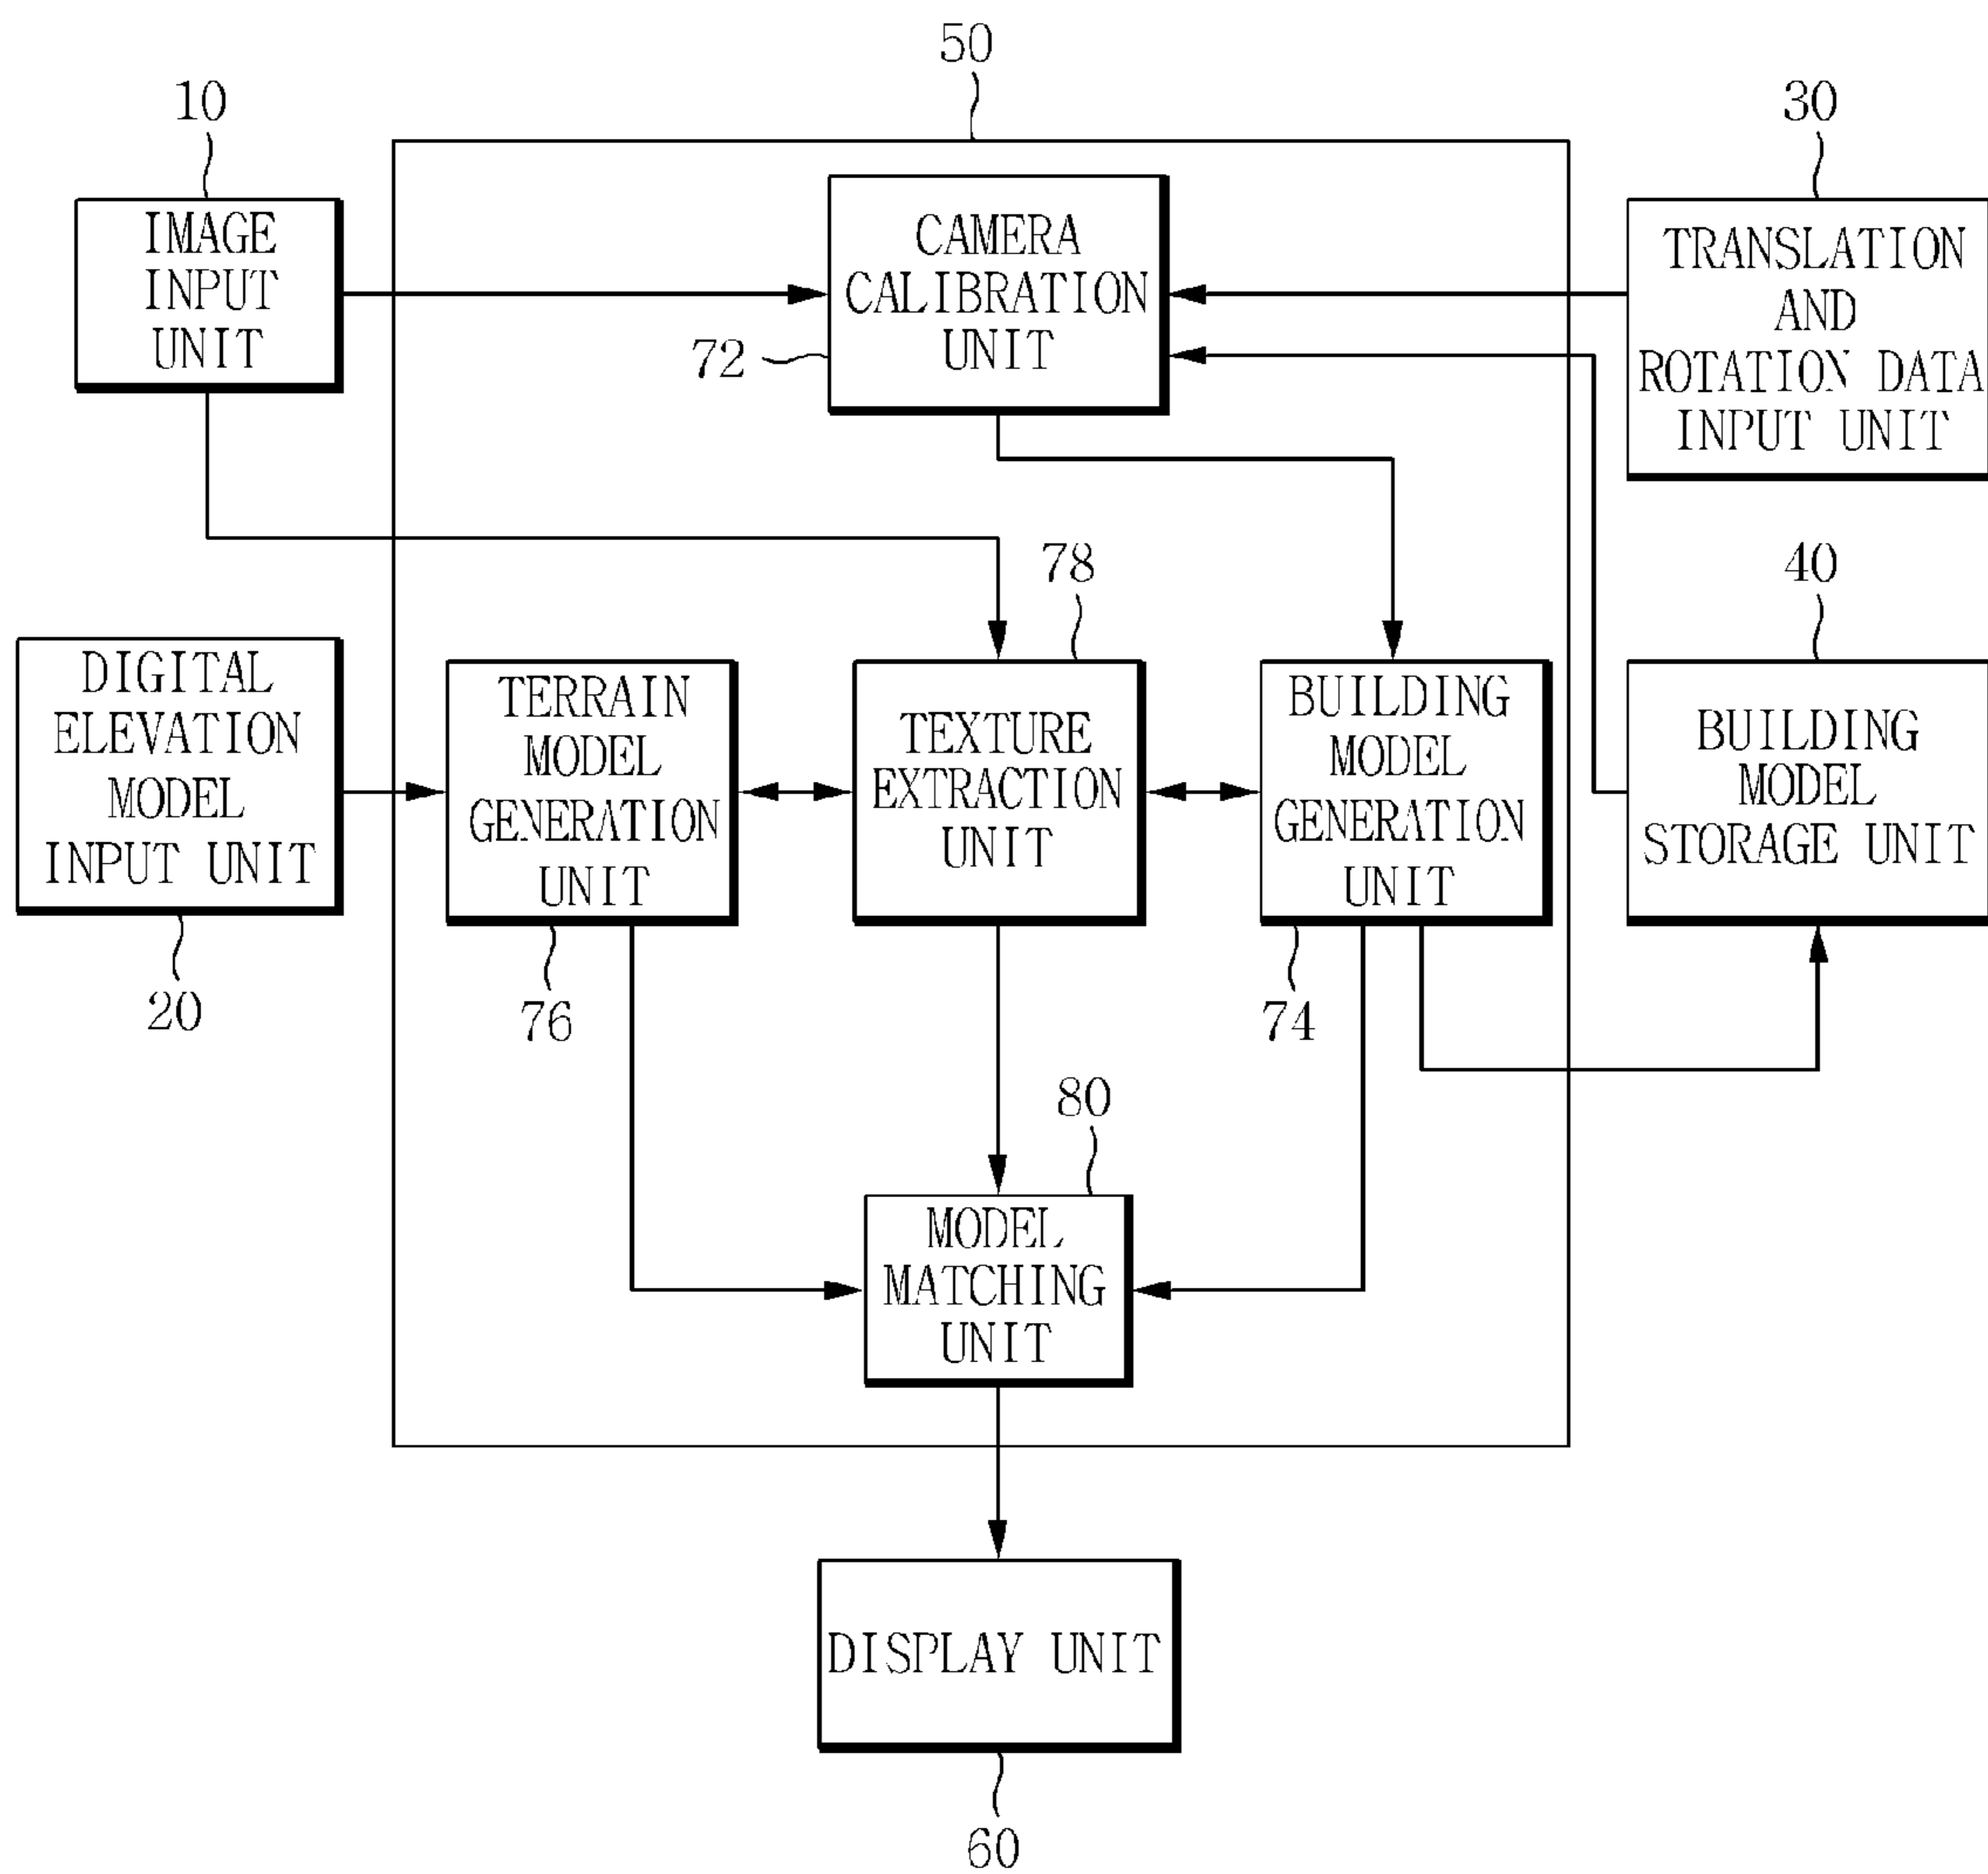 50
10
30
IMAGE
INPUT
UNIT
CAMERA
CALIBRATION
UNIT
72
TRANSLATION
AND
ROTATION DATA
INPUT UNIT
78
40
DIGITAL
ELEVATION
MODEL
INPUT UNIT
20
TERRAIN
MODEL
GENERATION
UNIT
76
TEXTURE
EXTRACTION
UNIT
BUILDING
MODEL
GENERATION
UNIT
74
BUILDING
MODEL
STORAGE UNIT
80
MODEL
MATCHING
UNIT
DISPLAY UNIT
60